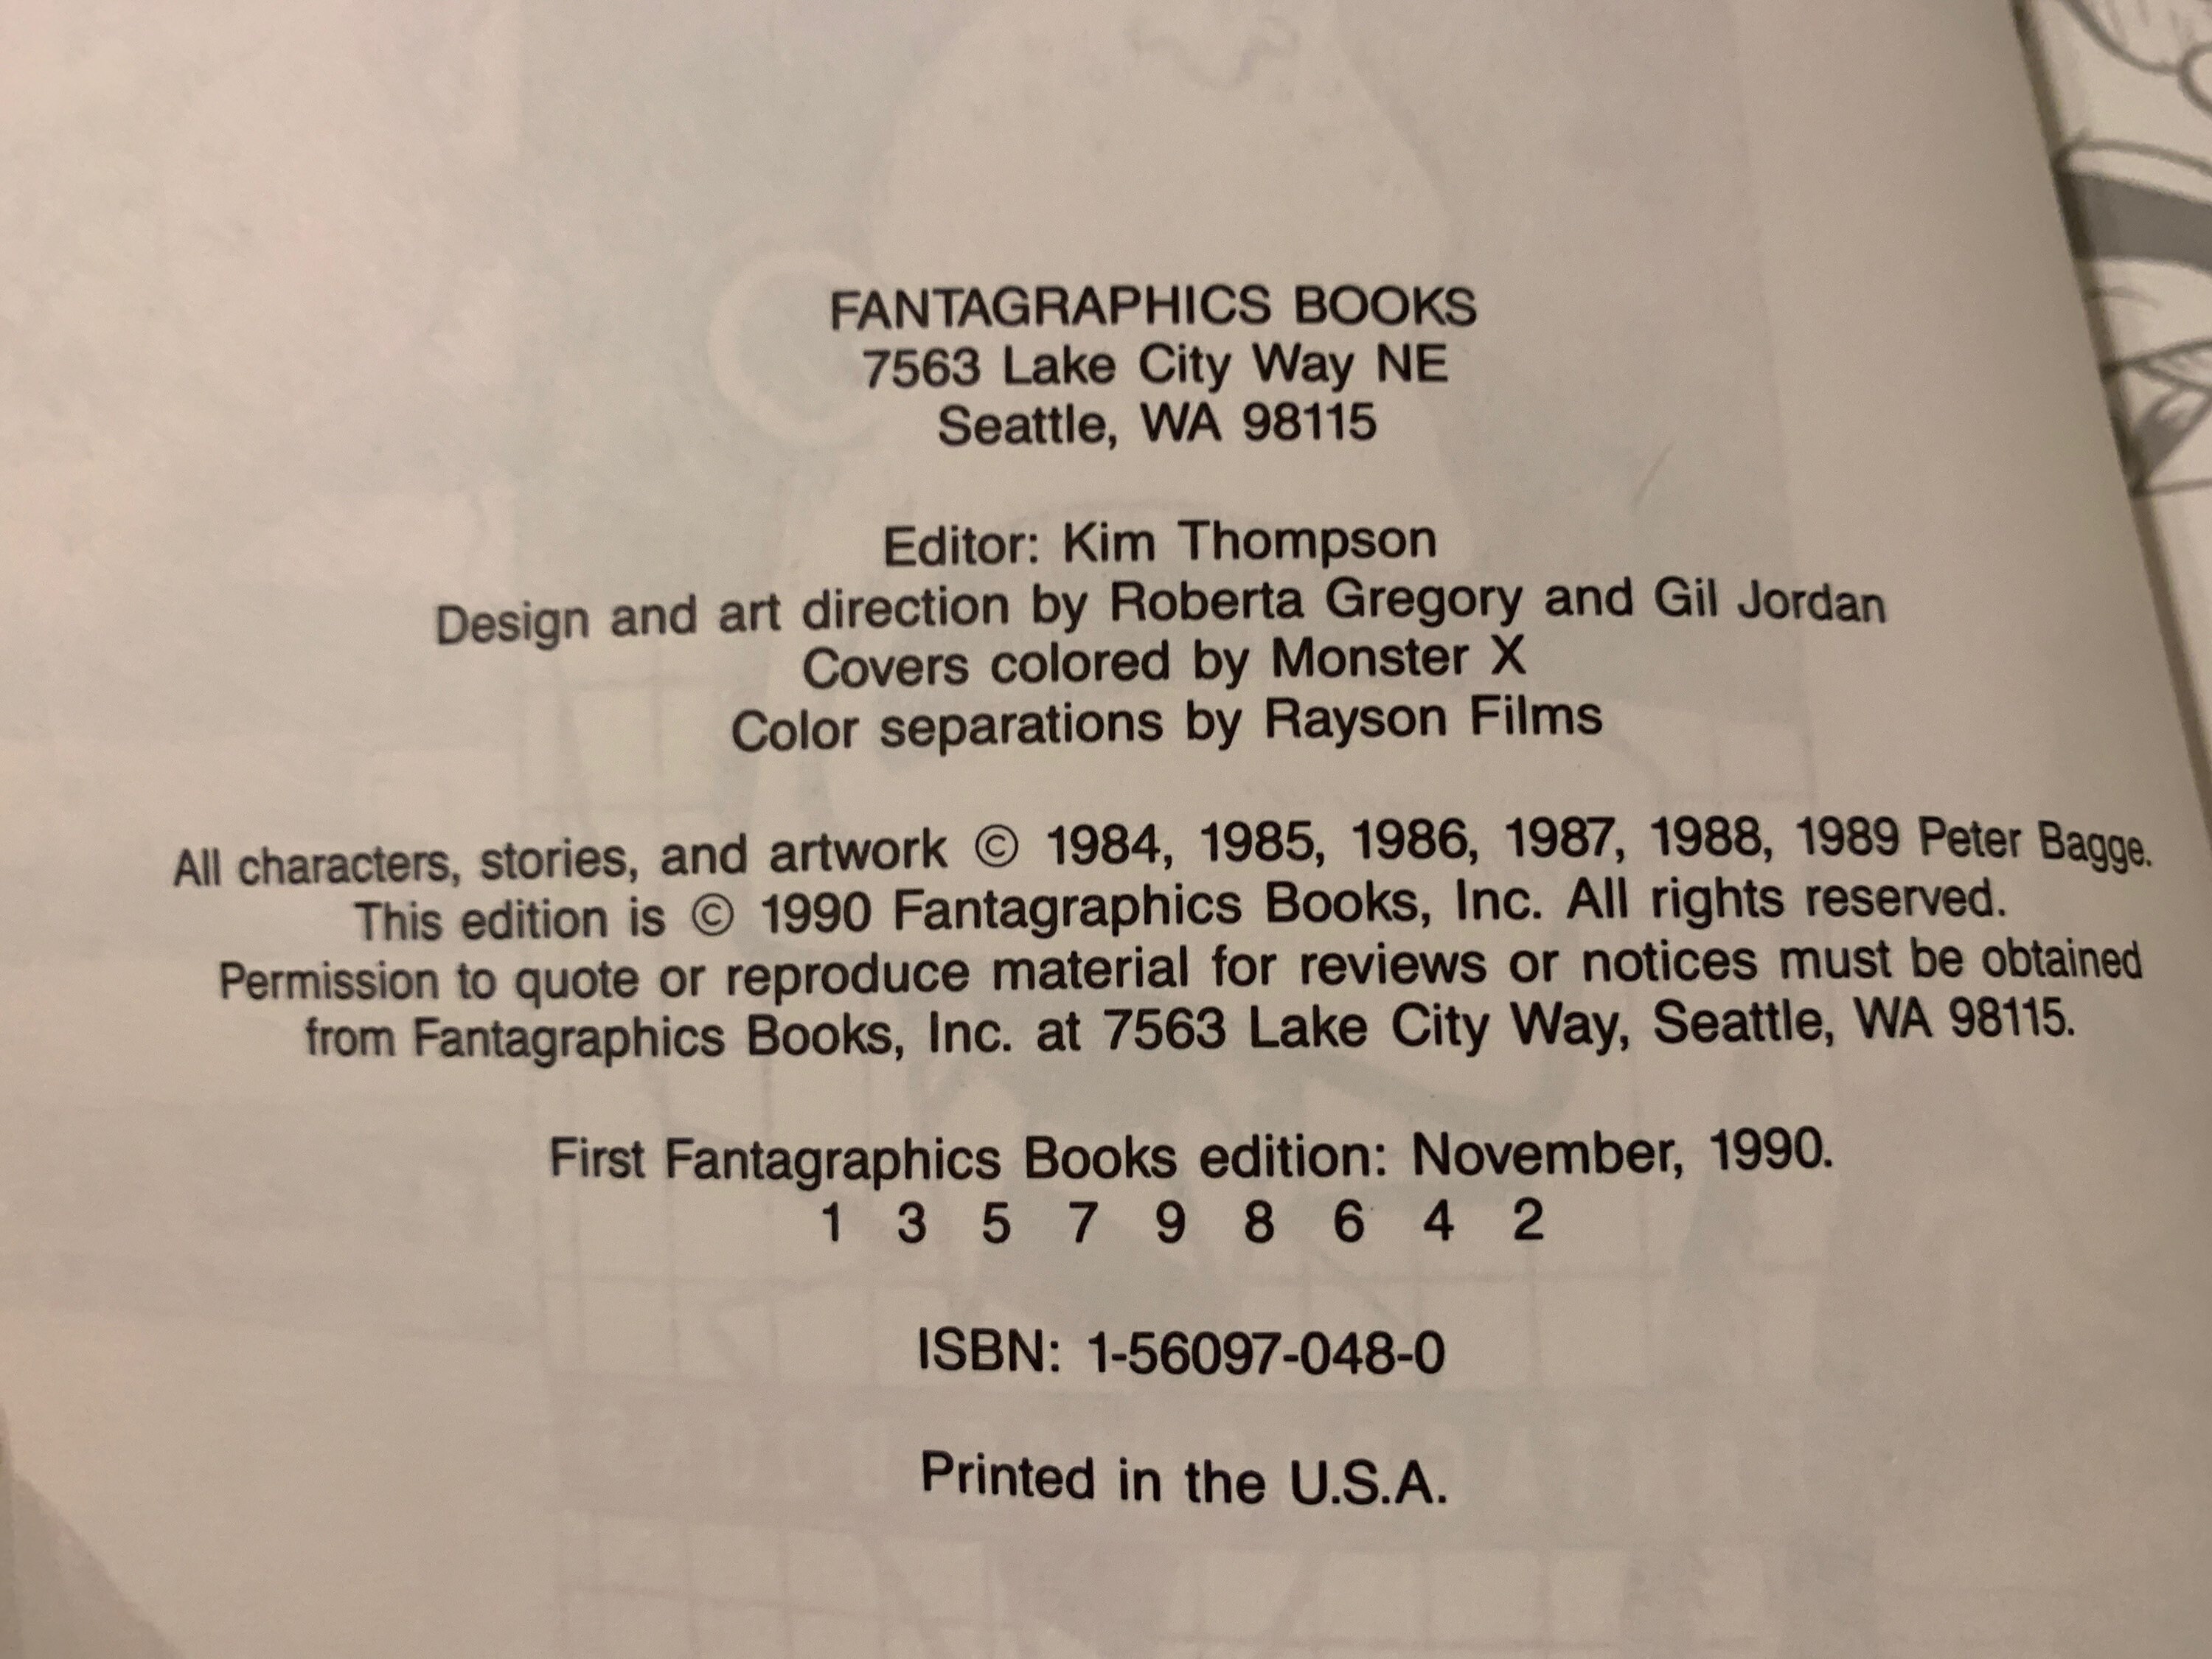 FANTAGRAPHICS BOOKS
7563 Lake City Way NE
Seattle, WA 98115
Editor: Kim Thompson
Design and art direction by Roberta Gregory and Gil Jordan
Covers colored by Monster X
Color separations by Rayson Films
All characters, stories, and artwork © 1984, 1985, 1986, 1987, 1988, 1989 Peter Bagge.
This edition is © 1990 Fantagraphics Books, Inc. All rights reserved.
Permission to quote or reproduce material for reviews or notices must be obtained
from Fantagraphics Books, Inc. at 7563 Lake City Way, Seattle, WA 98115.
First Fantagraphics Books edition: November, 1990.
1 3 5 7 9 8 6 4 2
ISBN: 1-56097-048-0
Printed in the U.S.A.